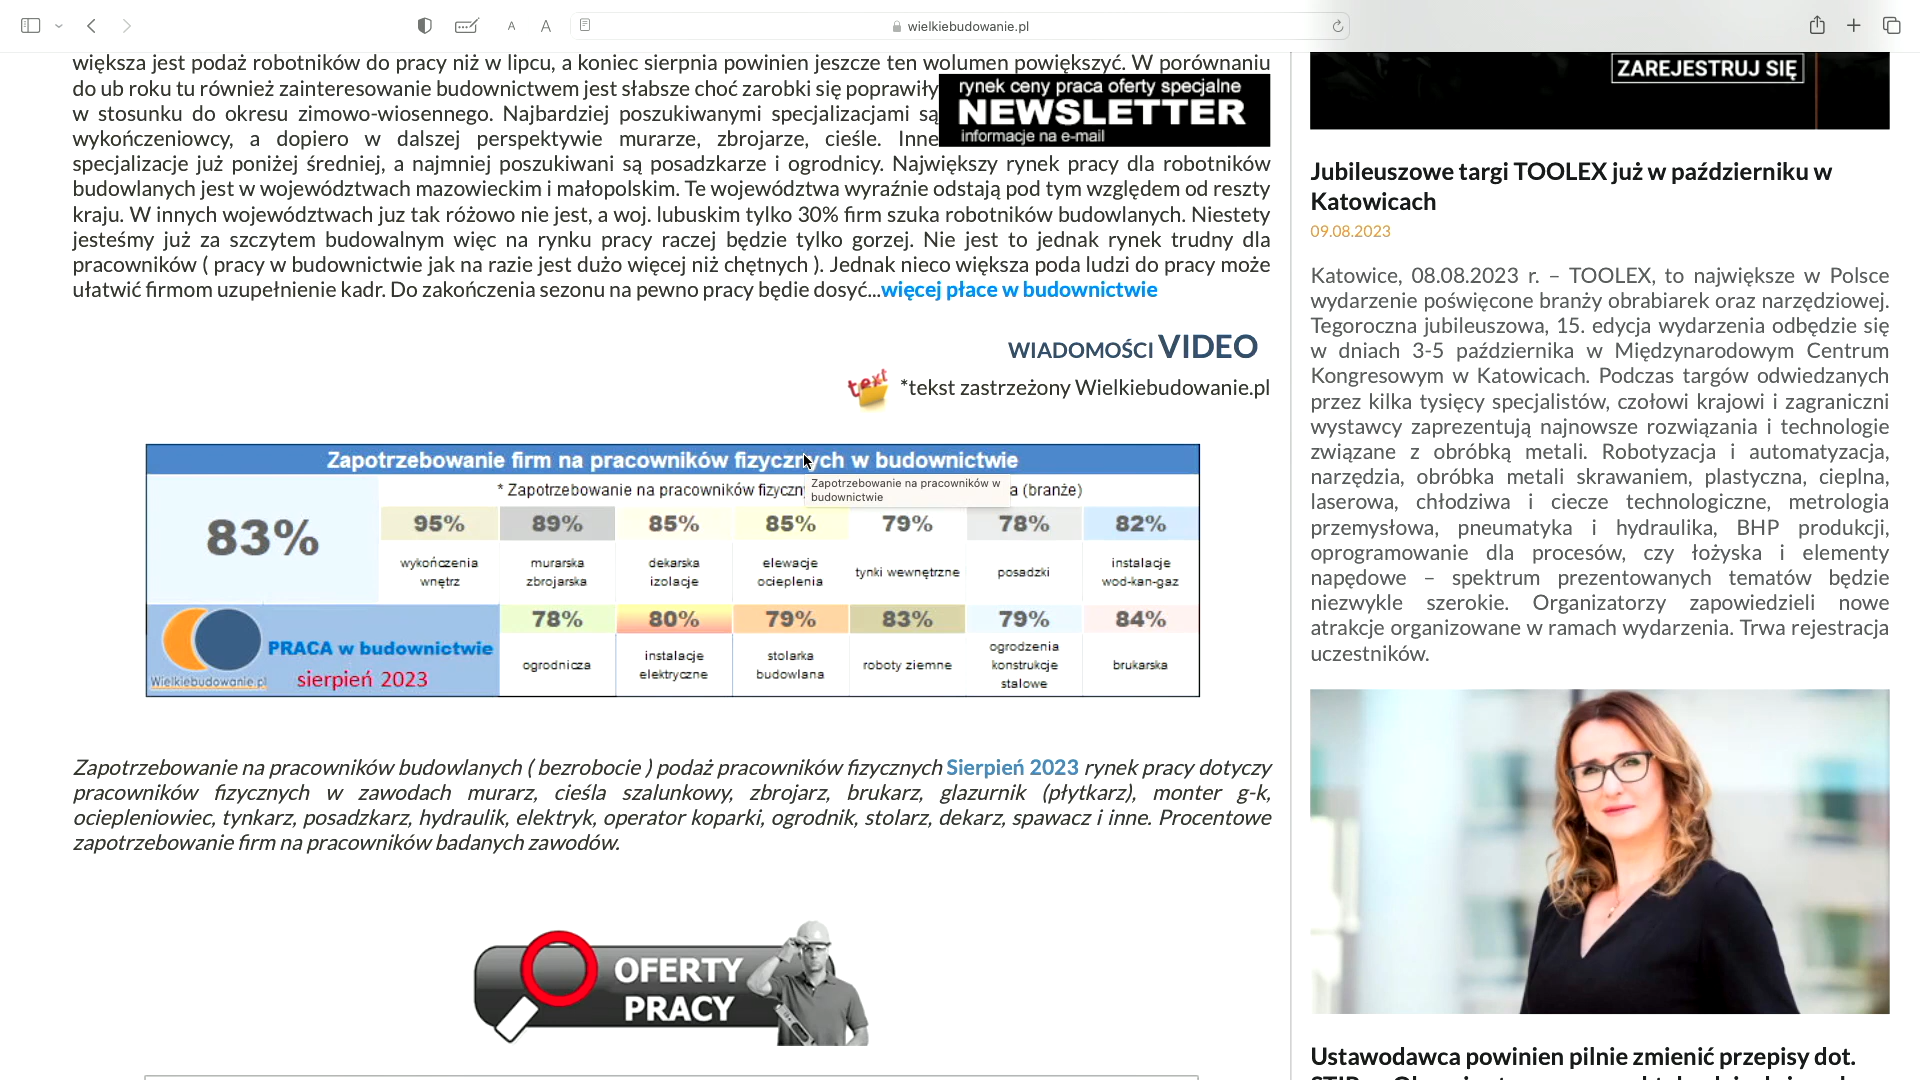 wielkiebudowanie.pl
A
A
większa jest podaż robotników do pracy niż w lipcu, a koniec sierpnia powinien jeszcze ten wolumen powiększyć. W porównaniu
do ub roku tu również zainteresowanie budownictwem jest słabsze choć zarobki się poprawiły
w stosunku do okresu zimowo-wiosennego. Najbardziej poszukiwanymi specjalizacjami są
wykończeniowcy, a dopiero w dalszej perspektywie murarze, zbrojarze, cieśle. Inne
specjalizacje już poniżej średniej, a najmniej poszukiwani są posadzkarze i ogrodnicy. Największy rynek pracy dla robotników
budowlanych jest w województwach mazowieckim i małopolskim. Te województwa wyraźnie odstają pod tym względem od reszty
kraju. W innych województwach juz tak różowo nie jest, a woj. lubuskim tylko 30% firm szuka robotników budowlanych. Niestety
jesteśmy już za szczytem budowalnym więc na rynku pracy raczej będzie tylko gorzej. Nie jest to jednak rynek trudny dla
pracowników ( pracy w budownictwie jak na razie jest dużo więcej niż chętnych ). Jednak nieco większa poda ludzi do pracy może
ułatwić firmom uzupełnienie kadr. Do zakończenia sezonu na pewno pracy będie dosyć...więcej płace w budownictwie
rynek ceny praca oferty specjalne
NEWSLETTER
informacje na e-mail
WIADOMOŚCI VIDEO
text
*tekst zastrzeżony Wielkiebudowanie.pl
Zapotrzebowanie firm na pracowników fizycznych w budownictwie
* Zapotrzebowanie na pracowników fizyczn
a (branże)
Zapotrzebowanie na pracowników w
budownictwie
83%
95% 89% 85% 85% 79% 78% 82%
wykończenia murarska dekarska elewacje tynki wewnętrzne posadzki instalacje
wnętrz zbrojarska izolacje ocieplenia wod-kan-gaz
78% 80% 79% 83% 79% 84%
ogrodnicza instalacje stolarka roboty ziemne ogrodzenia brukarska
elektryczne budowlana konstrukcje
stalowe
PRACA w budownictwie
Wielkiebudowanie.pl
sierpień 2023
Zapotrzebowanie na pracowników budowlanych ( bezrobocie ) podaż pracowników fizycznych Sierpień 2023 rynek pracy dotyczy
pracowników fizycznych w zawodach murarz, cieśla szalunkowy, zbrojarz, brukarz, glazurnik (płytkarz), monter g-k,
ociepleniowiec, tynkarz, posadzkarz, hydraulik, elektryk, operator koparki, ogrodnik, stolarz, dekarz, spawacz i inne. Procentowe
zapotrzebowanie firm na pracowników badanych zawodów.
OFERTY
PRACY
ZAREJESTRUJ SIĘ
Jubileuszowe targi TOOLEX już w październiku w
Katowicach
09.08.2023
Katowice, 08.08.2023 r. – TOOLEX, to największe w Polsce
wydarzenie poświęcone branży obrabiarek oraz narzędziowej.
Tegoroczna jubileuszowa, 15. edycja wydarzenia odbędzie się
w dniach 3-5 października w Międzynarodowym Centrum
Kongresowym w Katowicach. Podczas targów odwiedzanych
przez kilka tysięcy specjalistów, czołowi krajowi i zagraniczni
wystawcy zaprezentują najnowsze rozwiązania i technologie
związane z obróbką metali. Robotyzacja i automatyzacja,
narzędzia, obróbka metali skrawaniem, plastyczna, cieplna,
laserowa, chłodziwa i ciecze technologiczne, metrologia
przemysłowa, pneumatyka i hydraulika, BHP produkcji,
oprogramowanie dla procesów, czy łożyska i elementy
napędowe – spektrum prezentowanych tematów będzie
niezwykle szerokie. Organizatorzy zapowiedzieli nowe
atrakcje organizowane w ramach wydarzenia. Trwa rejestracja
uczestników.
Ustawodawca powinien pilnie zmienić przepisy dot.